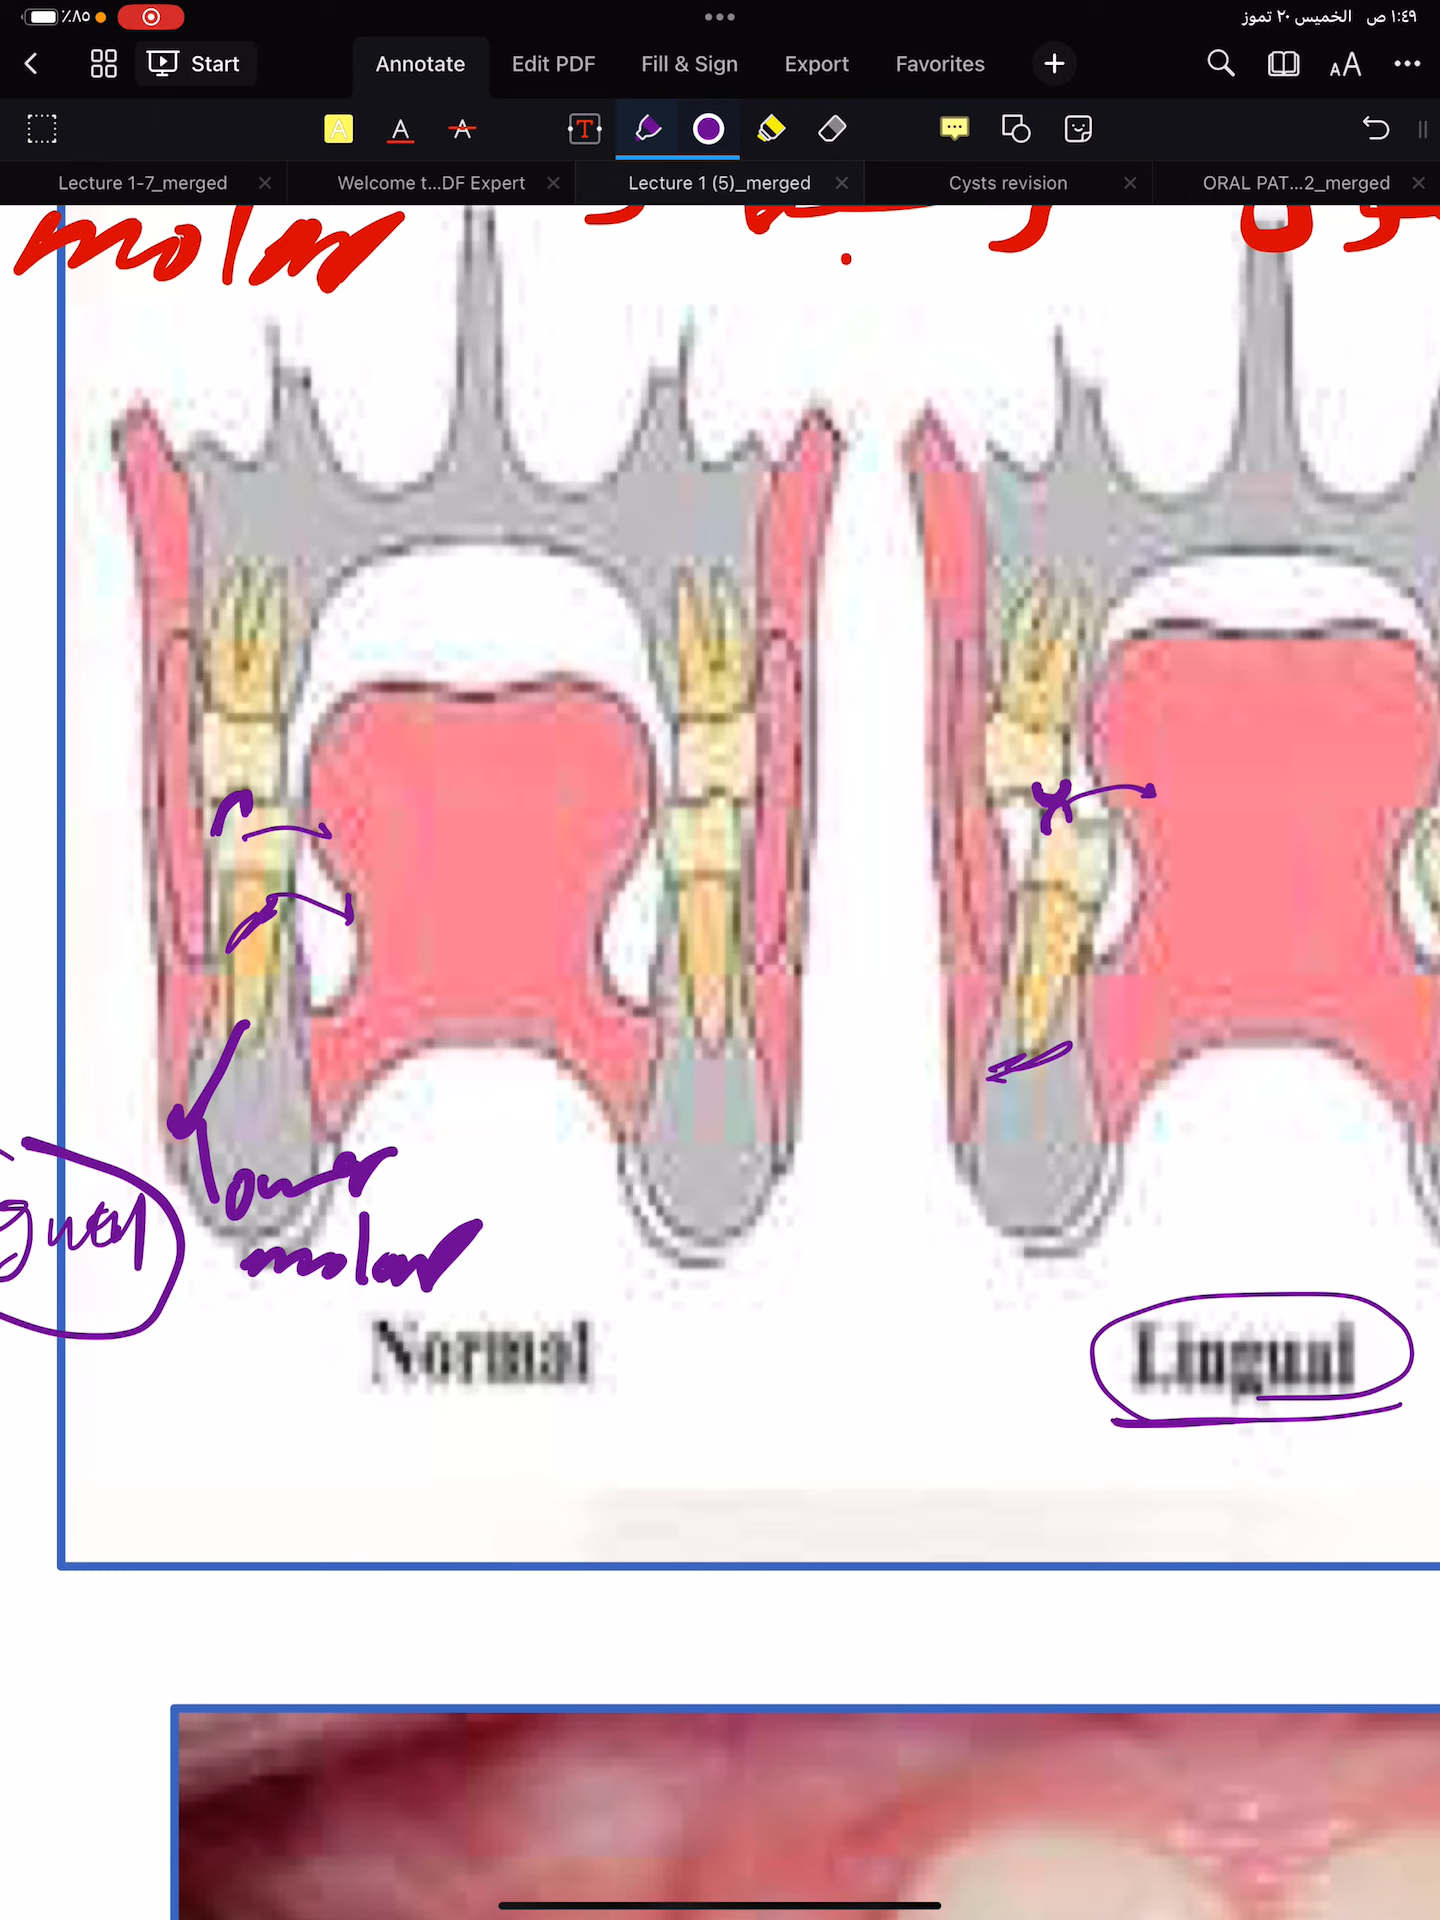 ٪٨٥
١:٤٩ ص الخميس ٢٠ تموز
Start
Annotate
Edit PDF
Fill & Sign
Export
Favorites
AA
A A A T
Lecture 1-7_merged
Welcome t...DF Expert
Lecture 1 (5)_merged
Cysts revision
ORAL PAT...2_merged
molar
lower
molar
Normal
Lingual